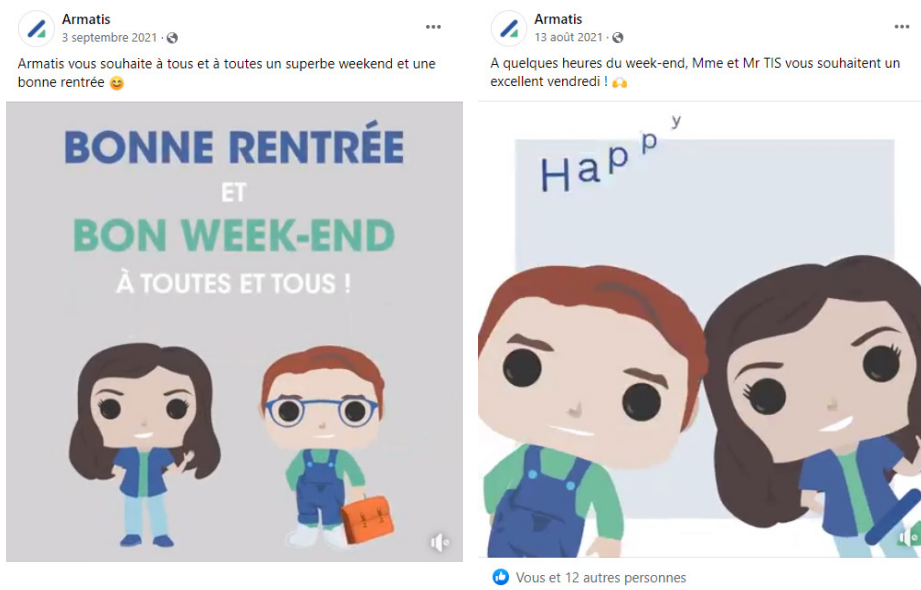 Armatis
3 septembre 2021
Armatis vous souhaite à tous et à toutes un superbe weekend et une
bonne rentrée 😊
BONNE RENTRÉE
ET
BON WEEK-END
À TOUTES ET TOUS !
Armatis
13 août 2021
A quelques heures du week-end, Mme et Mr TIS vous souhaitent un
excellent vendredi ! 🙌
Happy
Vous et 12 autres personnes